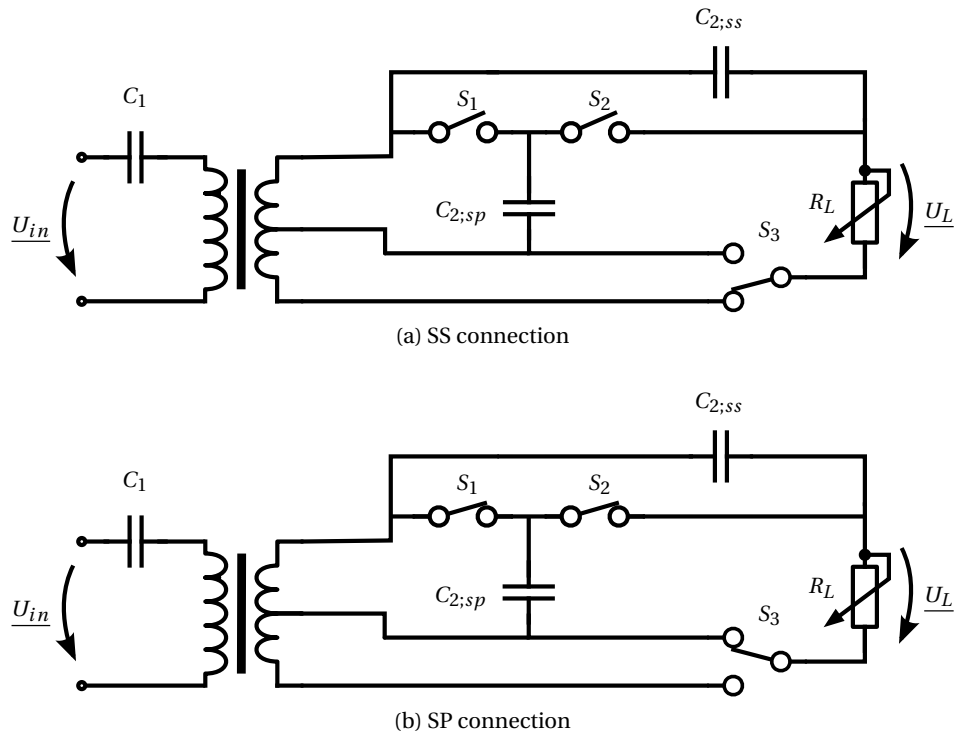 C2;ss
C1
S1
S2
Uin
C2;sp
S3
RL
UL
(a) SS connection
C2;ss
C1
S1
S2
Uin
C2;sp
S3
RL
UL
(b) SP connection